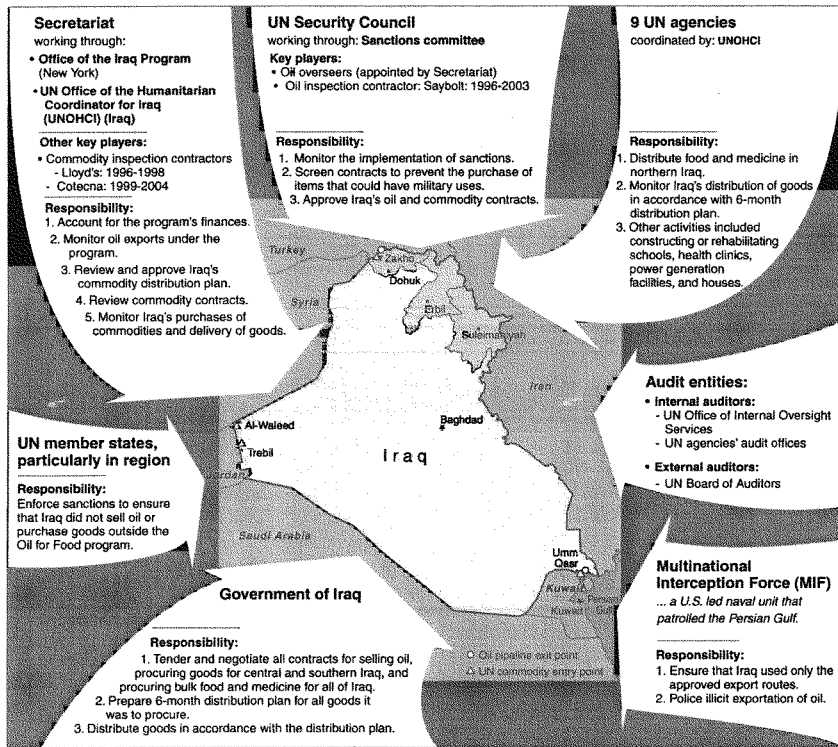 Secretariat
working through:
• Office of the Iraq Program
(New York)
• UN Office of the Humanitarian
Coordinator for Iraq
(UNOHCI) (Iraq)
Other key players:
• Commodity inspection contractors
- Lloyd's: 1996-1998
- Cotecna: 1999-2004
Responsibility:
1. Account for the program's finances.
2. Monitor oil exports under the
program.
3. Review and approve Iraq's
commodity distribution plan.
4. Review commodity contracts.
5. Monitor Iraq's purchases of
commodities and delivery of goods.
UN Security Council
working through: Sanctions committee
Key players:
• Oil overseers (appointed by Secretariat)
• Oil inspection contractor: Saybolt: 1996-2003
Responsibility:
1. Monitor the implementation of sanctions.
2. Screen contracts to prevent the purchase of
items that could have military uses.
3. Approve Iraq's oil and commodity contracts.
9 UN agencies
coordinated by: UNOHCI
Responsibility:
1. Distribute food and medicine in
northern Iraq.
2. Monitor Iraq's distribution of goods
in accordance with 6-month
distribution plan.
3. Other activities included
constructing or rehabilitating
schools, health clinics,
power generation
facilities, and houses.
Turkey
Zakho
Dohuk
Syria
Erbil
Suleimaniyah
Iran
Al-Waleed
Baghdad
Trebil
Iraq
Jordan
Saudi Arabia
Umm
Qasr
Kuwait
Persian
Kuwait Gulf
UN member states,
particularly in region
Responsibility:
Enforce sanctions to ensure
that Iraq did not sell oil or
purchase goods outside the
Oil for Food program.
Audit entities:
• Internal auditors:
- UN Office of Internal Oversight
Services
- UN agencies' audit offices
• External auditors:
- UN Board of Auditors
Government of Iraq
Responsibility:
1. Tender and negotiate all contracts for selling oil,
procuring goods for central and southern Iraq, and
procuring bulk food and medicine for all of Iraq.
2. Prepare 6-month distribution plan for all goods it
was to procure.
3. Distribute goods in accordance with the distribution plan.
Oil pipeline exit point
UN commodity entry point
Multinational
Interception Force (MIF)
... a U.S. led naval unit that
patrolled the Persian Gulf.
Responsibility:
1. Ensure that Iraq used only the
approved export routes.
2. Police illicit exportation of oil.